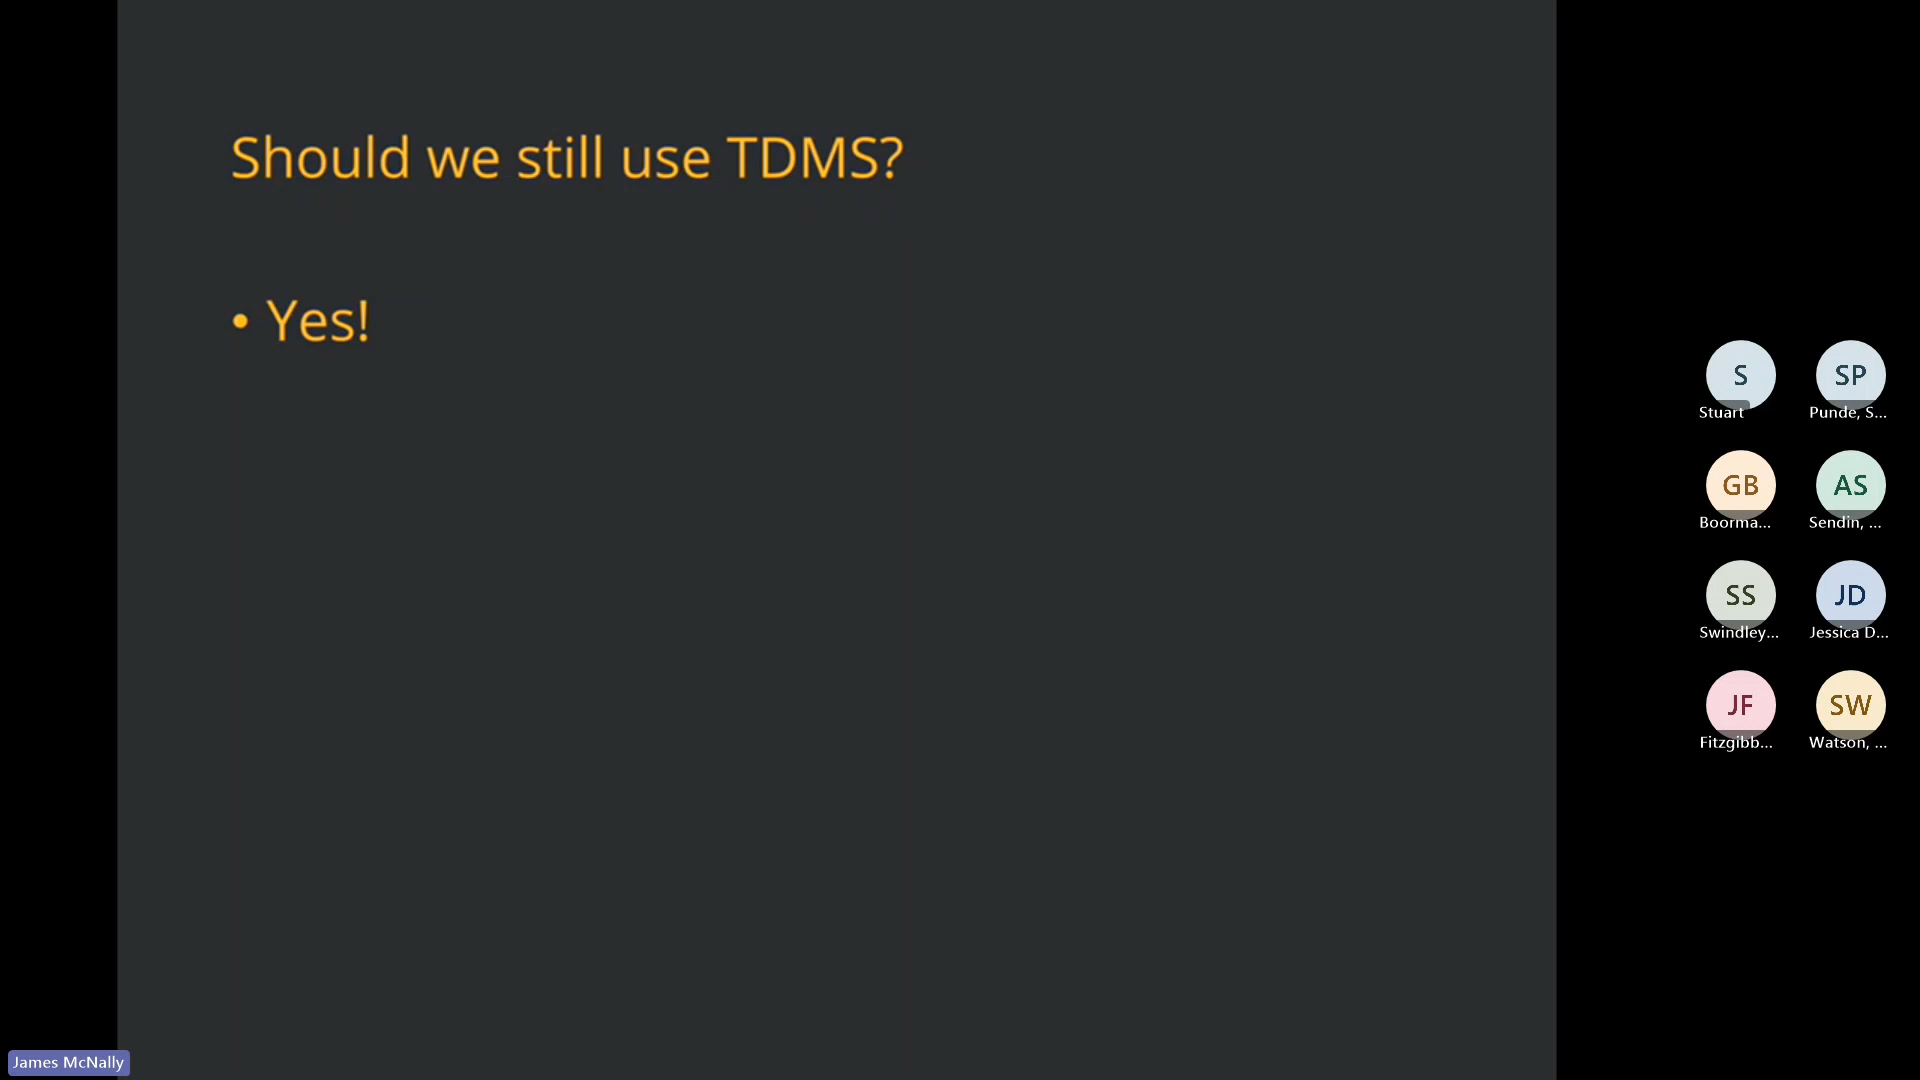 Should we still use TDMS?
• Yes!
S
SP
Stuart
Punde, S...
GB
AS
Boorma...
Sendin, ...
SS
JD
Swindley...
Jessica D...
JF
SW
Fitzgibb...
Watson, ...
James McNally